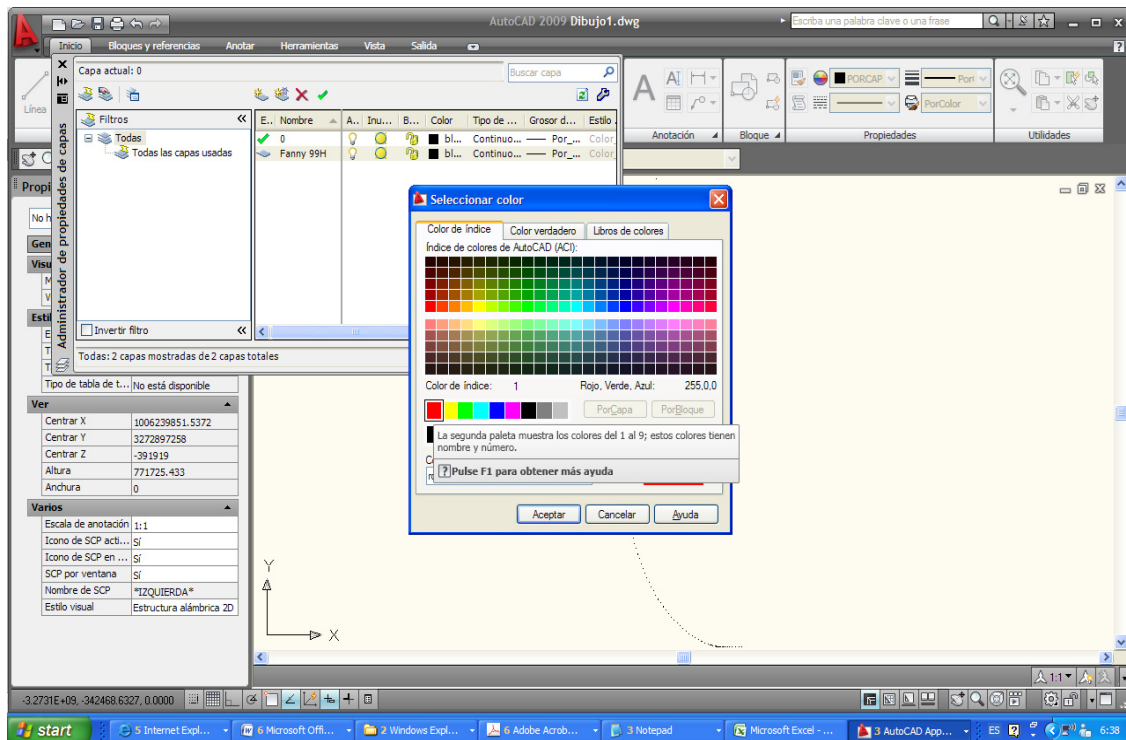 AutoCAD 2009 Dibujo1.dwg
Escriba una palabra clave o una frase
Inicio Bloques y referencias Anotar Herramientas Vista Salida
Capa actual: 0
Buscar capa
Línea
PORCAP
Port
PorColor
Anotación Bloque Propiedades Utilidades
Administrador de propiedades de capas
Filtros
Todas
Todas las capas usadas
E.. Nombre A.. Inu... B... Color Tipo de ... Grosor d... Estilo
0 bl... Continuo... Por_... Color
Fanny 99H bl... Continuo... Por_... Color
Invertir filtro
Todas: 2 capas mostradas de 2 capas totales
Propi
No h
Gen
Visu
M
V
Estil
E
T
T
Tipo de tabla de t... No está disponible
Ver
Centrar X 1006239851.5372
Centrar Y 3272897258
Centrar Z -391919
Altura 771725.433
Anchura 0
Varios
Escala de anotación 1:1
Icono de SCP acti... Sí
Icono de SCP en ... Sí
SCP por ventana Sí
Nombre de SCP *IZQUIERDA*
Estilo visual Estructura alámbrica 2D
Seleccionar color
Color de índice Color verdadero Libros de colores
Índice de colores de AutoCAD (ACI):
Color de índice: 1 Rojo, Verde, Azul: 255,0,0
PorCapa PorBloque
La segunda paleta muestra los colores del 1 al 9; estos colores tienen
nombre y número.
Pulse F1 para obtener más ayuda
Aceptar Cancelar Ayuda
Y
X
1:1
-3.2731E+09, -342468.6327, 0.0000
start 5 Internet Expl... 6 Microsoft Offi... 2 Windows Expl... 6 Adobe Acrob... 3 Notepad Microsoft Excel - ... 3 AutoCAD App... ES 6:38